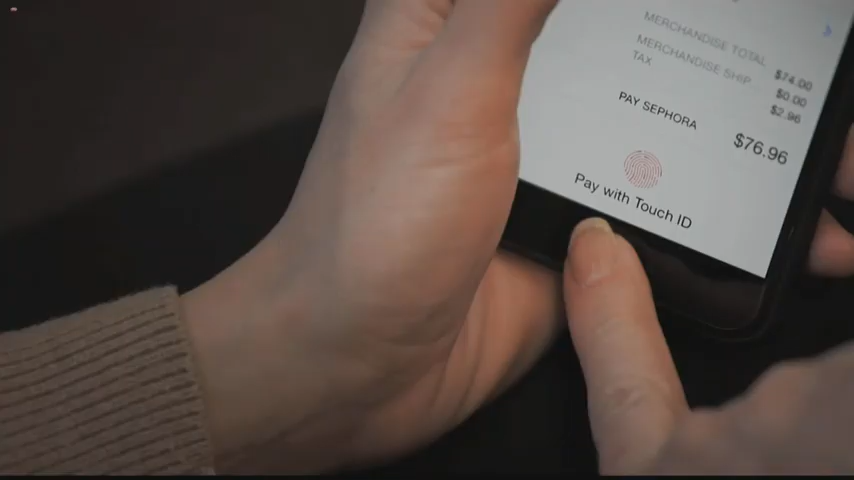 MERCHANDISE TOTAL $74.00
MERCHANDISE SHIP $0.00
TAX $2.96
PAY SEPHORA $76.96
Pay with Touch ID